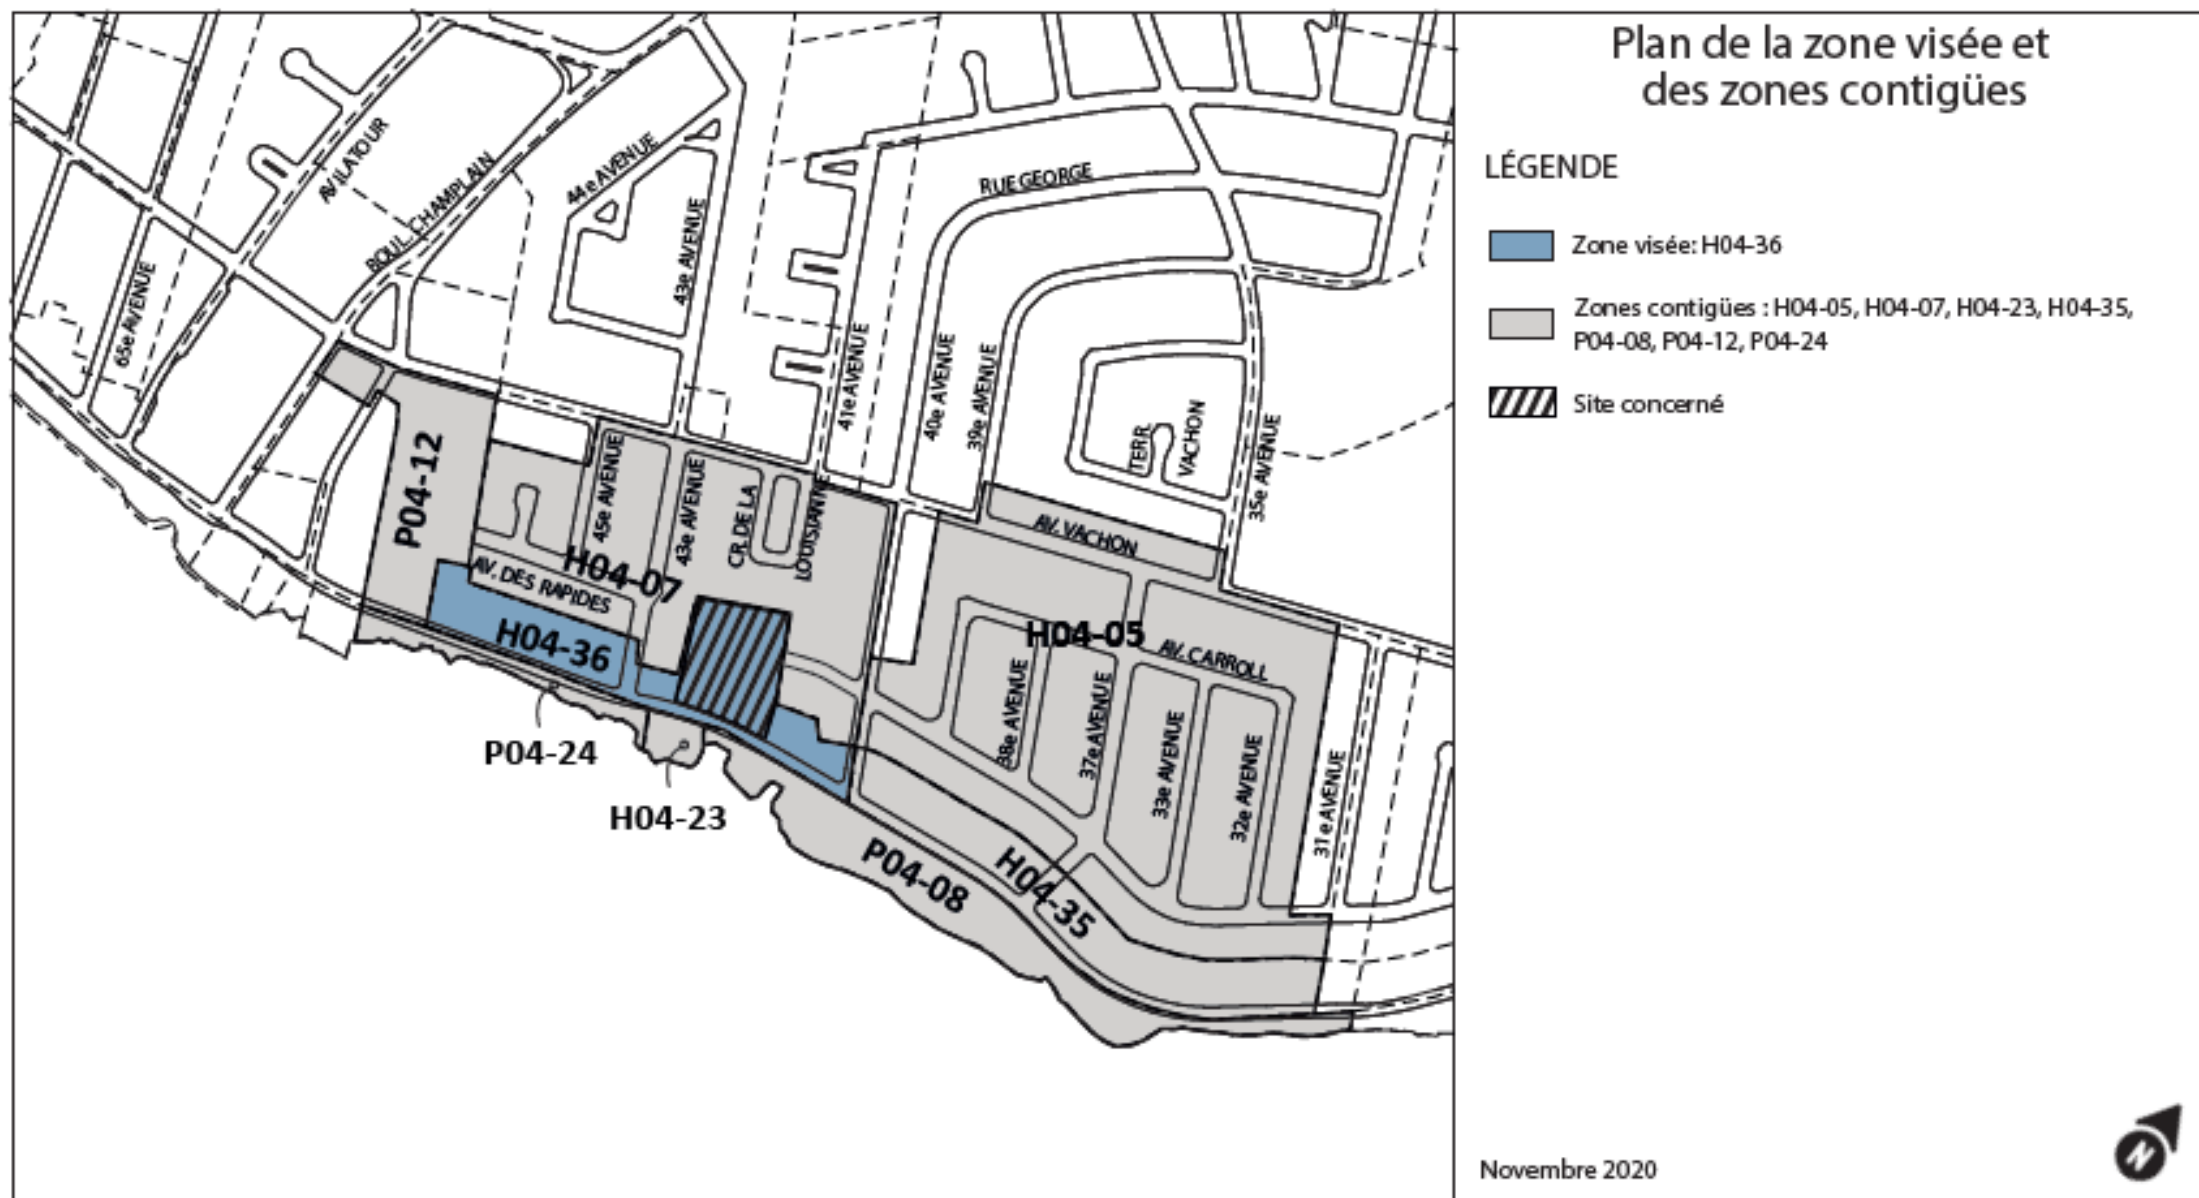 Plan de la zone visée et
des zones contigües
LÉGENDE
Zone visée: H04-36
Zones contigües : H04-05, H04-07, H04-23, H04-35,
P04-08, P04-12, P04-24
Site concerné
Novembre 2020
N
AV. LATOUR
BOUL. CHAMPLAIN
44e AVENUE
43e AVENUE
65e AVENUE
RUE GEORGE
41e AVENUE
40e AVENUE
39e AVENUE
TERR.
VACHON
35e AVENUE
P04-12
45e AVENUE
43e AVENUE
CR. DE LA
LOUISIANNE
AV. VACHON
H04-07
AV. DES RAPIDES
H04-36
H04-05
AV. CARROLL
38e AVENUE
37e AVENUE
33e AVENUE
32e AVENUE
31e AVENUE
P04-24
H04-23
P04-08
H04-35